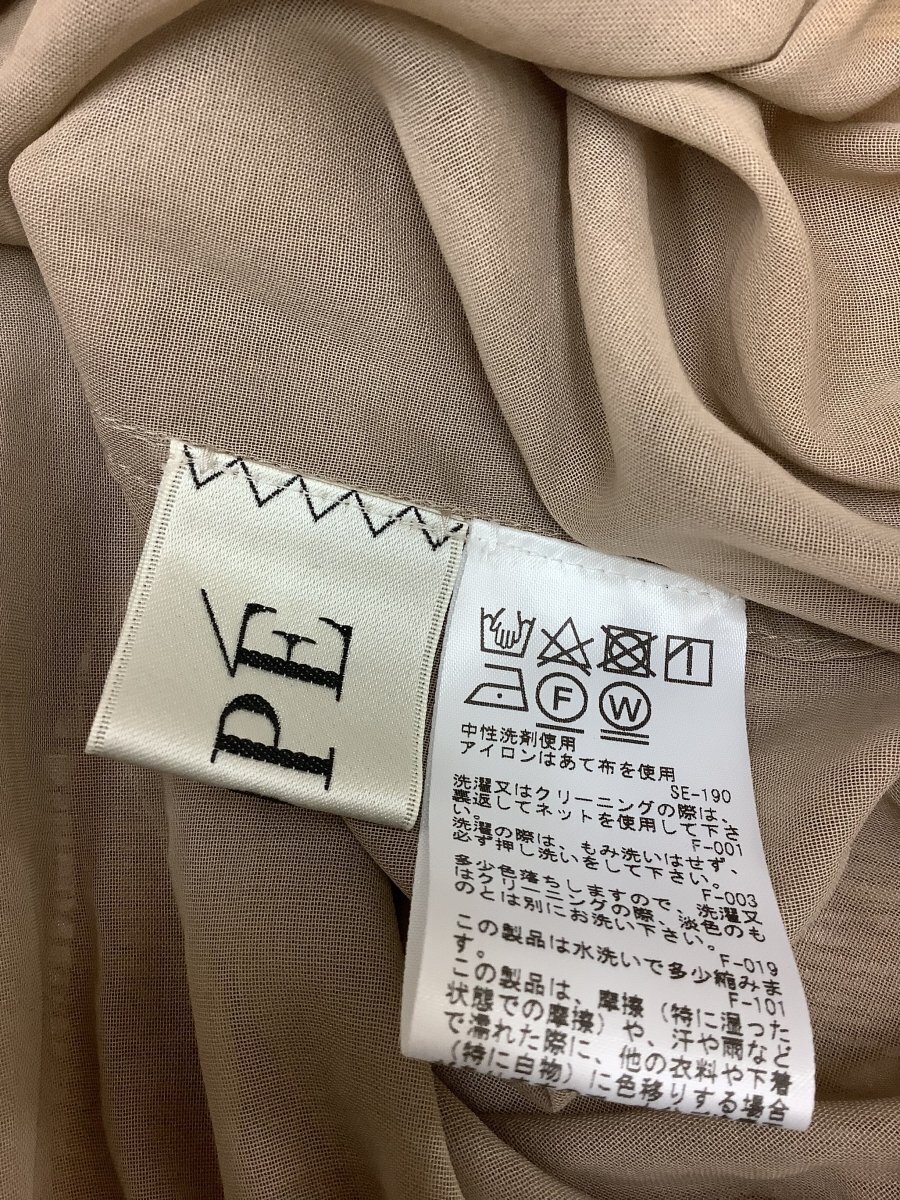 PÉ
F
W
中性洗剤使用
アイロンはあて布を使用
SE-190
洗濯又はクリーニングの際は、
裏返してネットを使用して下さ
い。
F-001
洗濯の際は、もみ洗いはせず、
必ず押し洗いをして下さい。
F-003
多少色落ちしますので、洗濯又
はクリーニングの際、淡色のも
のとは別にお洗い下さい。
F-019
この製品は水洗いで多少縮みま
す。
F-101
この製品は、摩擦（特に湿った
状態での摩擦）や、汗や雨など
で濡れた際に、他の衣料や下着
（特に白物）に色移りする場合